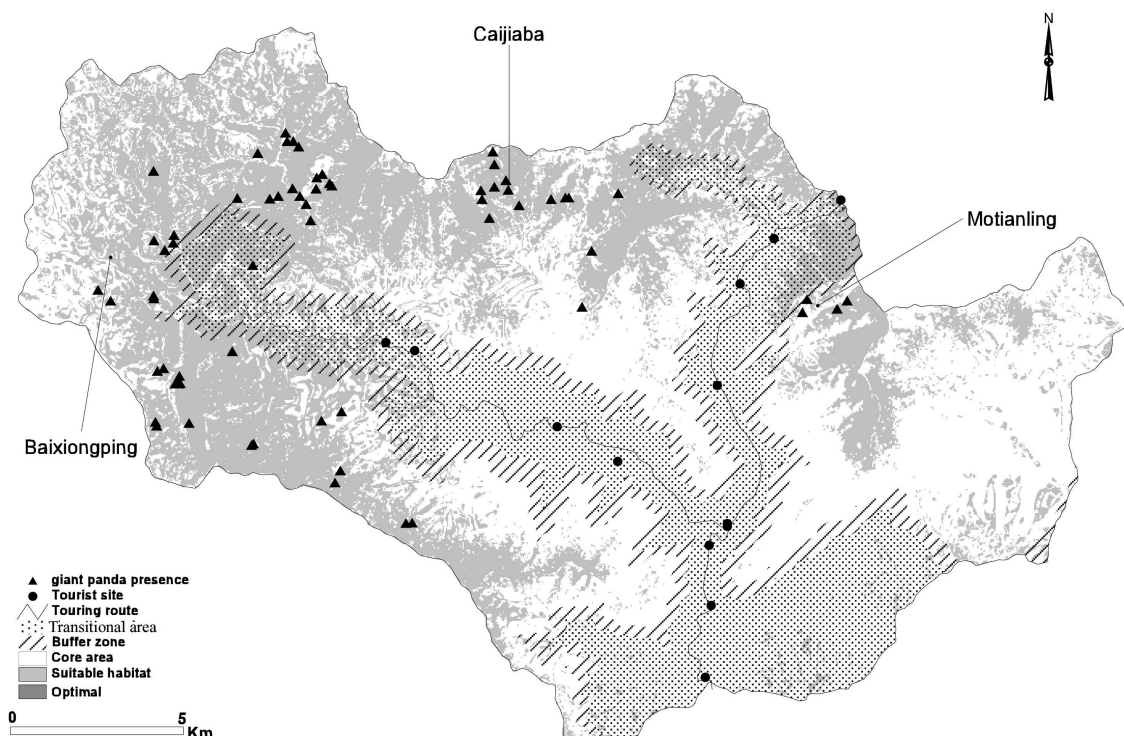 Caijiaba
N
Motianling
Baixiongping
giant panda presence
Tourist site
Touring route
Transitional area
Buffer zone
Core area
Suitable habitat
Optimal
0 5
Km